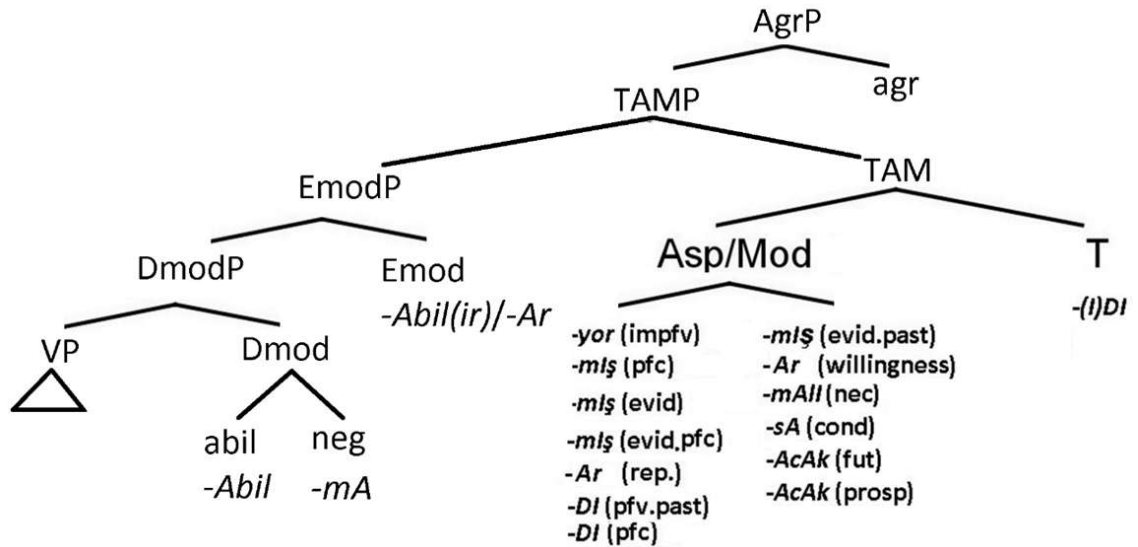 AgrP
agr
TAMP
TAM
EmodP
DmodP
Emod
-Abil(ir)/-Ar
Asp/Mod
T
-(I)DI
VP
Dmod
abil neg
-Abil -mA
-yor (impfv)
-mIş (pfc)
-mIş (evid)
-mIş (evid.pfc)
-Ar (rep.)
-DI (pfv.past)
-DI (pfc)
-mIş (evid.past)
-Ar (willingness)
-mAlI (nec)
-sA (cond)
-AcAk (fut)
-AcAk (prosp)